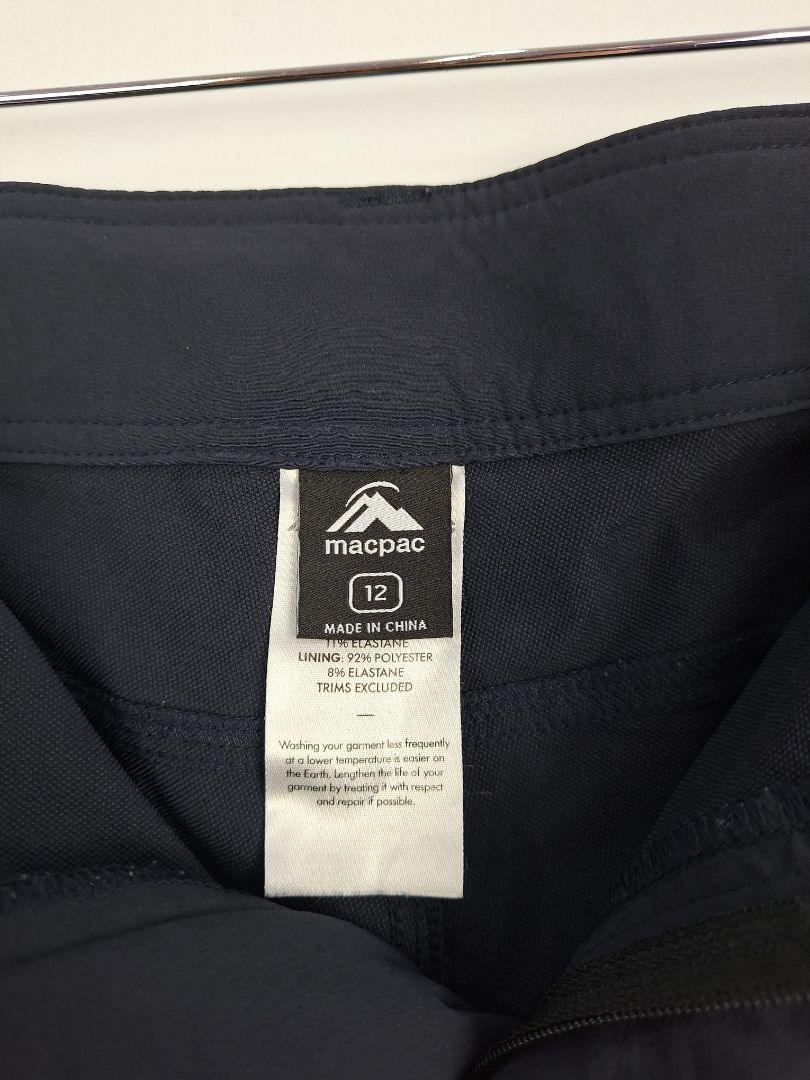 macpac
12
MADE IN CHINA
11% ELASTANE
LINING: 92% POLYESTER
8% ELASTANE
TRIMS EXCLUDED
—
Washing your garment less frequently
at a lower temperature is easier on
the Earth. Lengthen the life of your
garment by treating it with respect
and repair if possible.